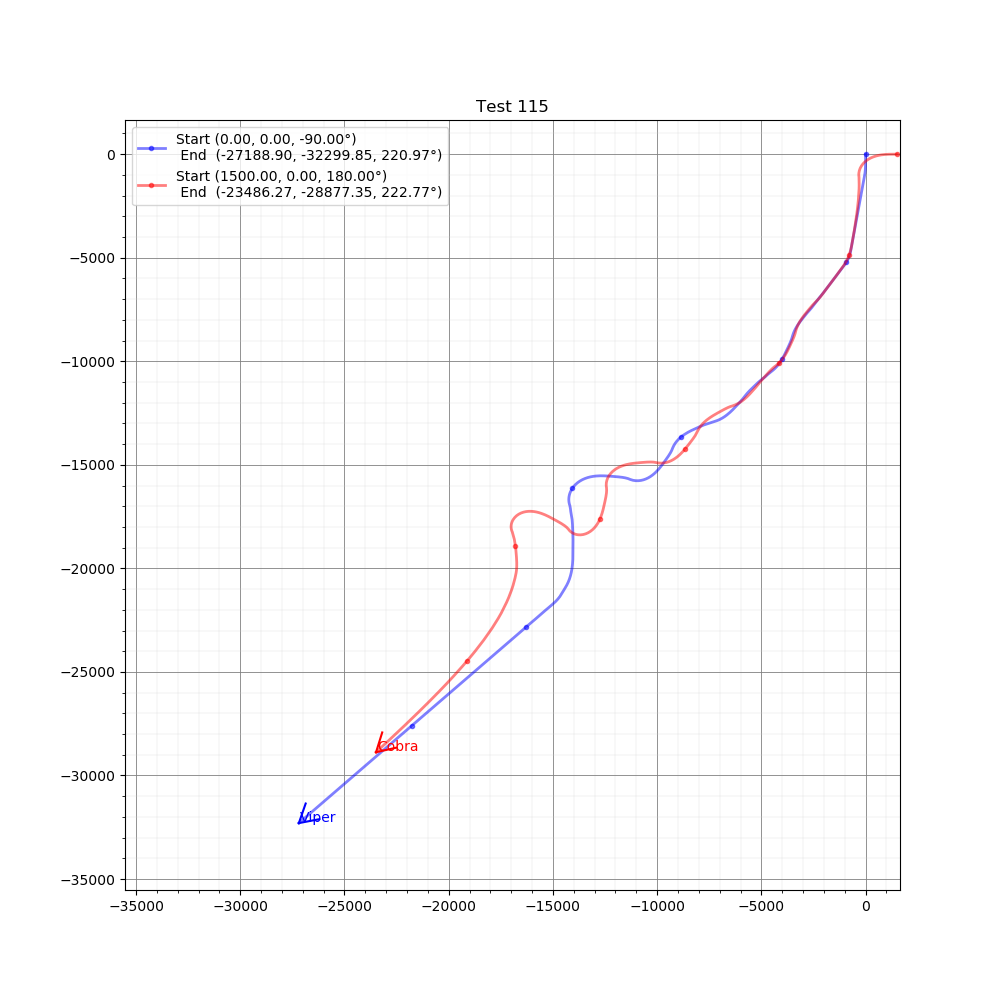 Test 115
Start (0.00, 0.00, -90.00°)
End (-27188.90, -32299.85, 220.97°)
Start (1500.00, 0.00, 180.00°)
End (-23486.27, -28877.35, 222.77°)
0
−5000
−10000
−15000
−20000
−25000
−30000
−35000
Cobra
Viper
−35000 −30000 −25000 −20000 −15000 −10000 −5000 0